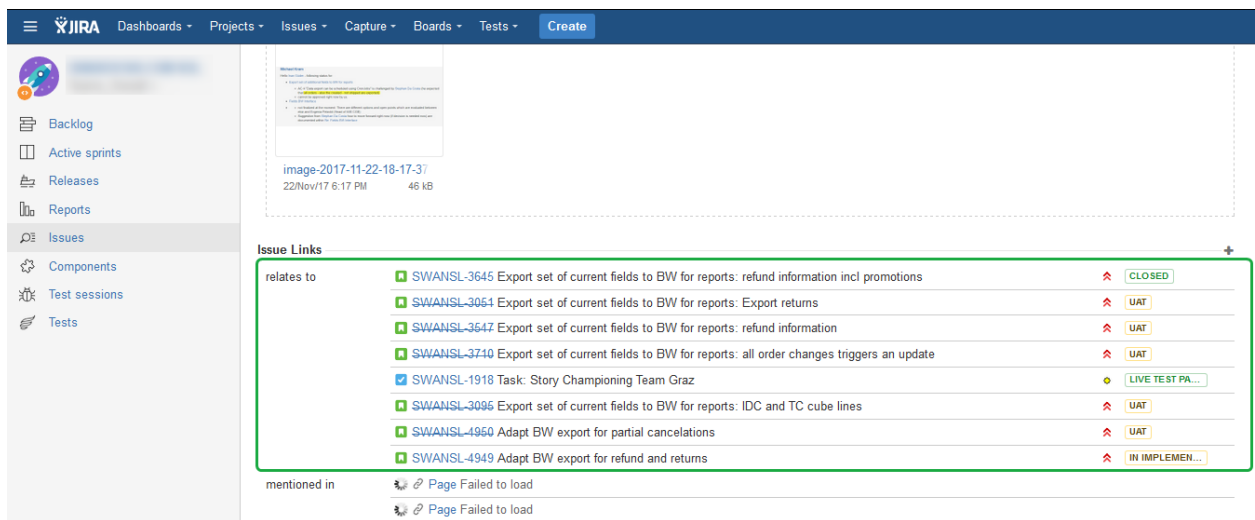 JIRA Dashboards Projects Issues Capture Boards Tests Create
Backlog
Active sprints
Releases
Reports
Issues
Components
Test sessions
Tests
image-2017-11-22-18-17-37
22/Nov/17 6:17 PM 46 kB
Issue Links
relates to
SWANSL-3645 Export set of current fields to BW for reports: refund information incl promotions CLOSED
SWANSL-3051 Export set of current fields to BW for reports: Export returns UAT
SWANSL-3547 Export set of current fields to BW for reports: refund information UAT
SWANSL-3710 Export set of current fields to BW for reports: all order changes triggers an update UAT
SWANSL-1918 Task: Story Championing Team Graz LIVE TEST PA...
SWANSL-3095 Export set of current fields to BW for reports: IDC and TC cube lines UAT
SWANSL-4950 Adapt BW export for partial cancelations UAT
SWANSL-4949 Adapt BW export for refund and returns IN IMPLEMEN...
mentioned in
Page Failed to load
Page Failed to load